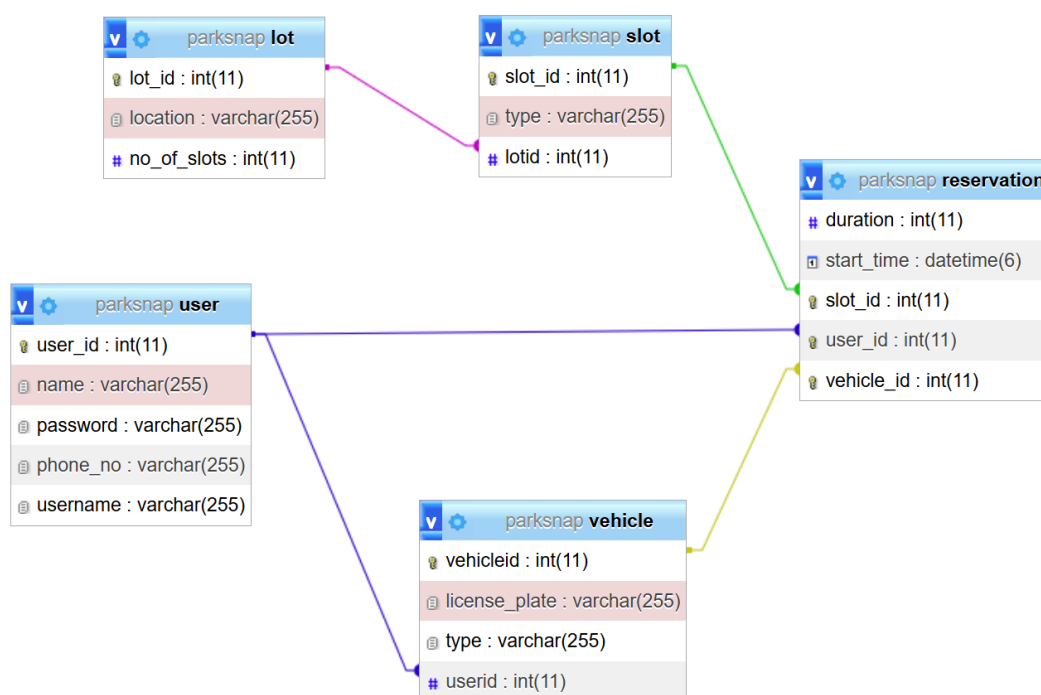 parksnap lot
lot_id : int(11)
location : varchar(255)
no_of_slots : int(11)
parksnap slot
slot_id : int(11)
type : varchar(255)
lotid : int(11)
parksnap reservation
duration : int(11)
start_time : datetime(6)
slot_id : int(11)
user_id : int(11)
vehicle_id : int(11)
parksnap user
user_id : int(11)
name : varchar(255)
password : varchar(255)
phone_no : varchar(255)
username : varchar(255)
parksnap vehicle
vehicleid : int(11)
license_plate : varchar(255)
type : varchar(255)
userid : int(11)